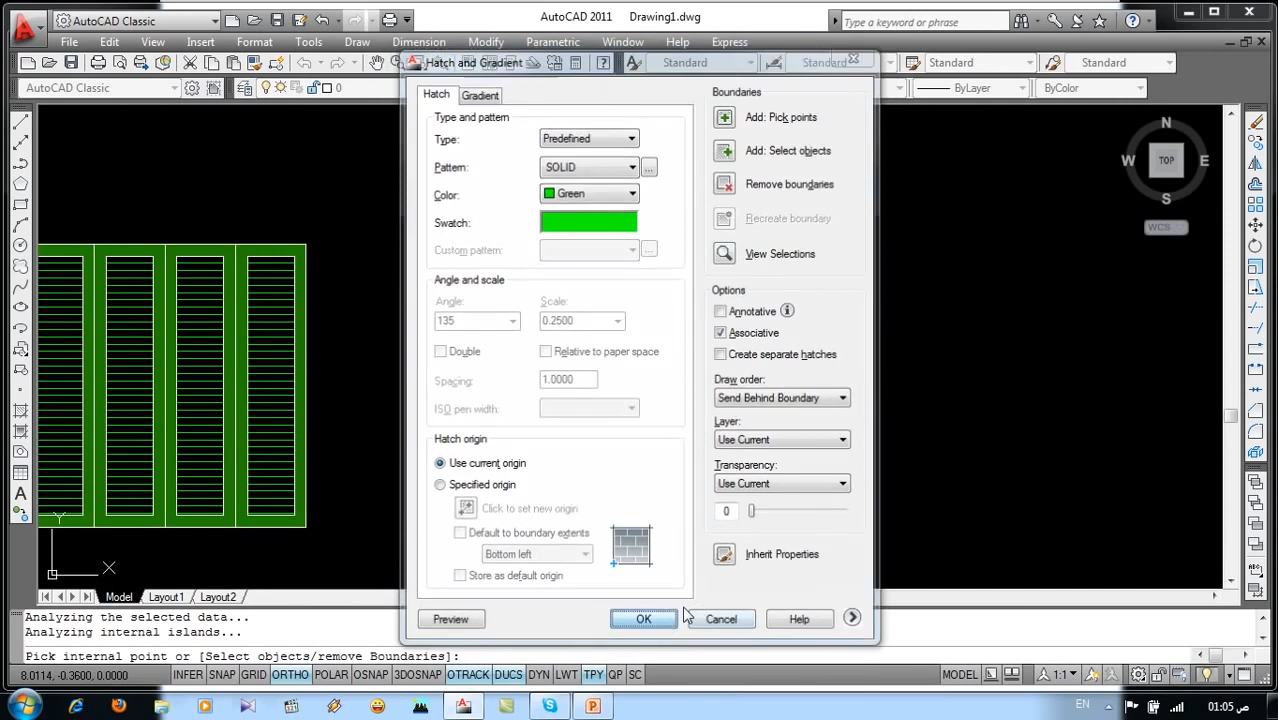 AutoCAD Classic
AutoCAD 2011 Drawing1.dwg
Type a keyword or phrase
File Edit View Insert Format Tools Draw Dimension Modify Parametric Window Help Express
Standard Standard Standard Standard
AutoCAD Classic
0
ByLayer ByColor
Hatch and Gradient
Hatch Gradient
Type and pattern
Type: Predefined
Pattern: SOLID ...
Color: Green
Swatch:
Custom pattern: ...
Angle and scale
Angle: Scale:
135 0.2500
Double Relative to paper space
Spacing: 1.0000
ISO pen width:
Hatch origin
Use current origin
Specified origin
Click to set new origin
Default to boundary extents
Bottom left
Store as default origin
Boundaries
Add: Pick points
Add: Select objects
Remove boundaries
Recreate boundary
View Selections
Options
Annotative
Associative
Create separate hatches
Draw order:
Send Behind Boundary
Layer:
Use Current
Transparency:
Use Current
0
Inherit Properties
Preview OK Cancel Help
N
W TOP E
S
WCS
Y
X
Model Layout1 Layout2
Analyzing the selected data...
Analyzing internal islands...
Pick internal point or [Select objects/remove Boundaries]:
8.0114, -0.3600, 0.0000 INFER SNAP GRID ORTHO POLAR OSNAP 3DOSNAP OTRACK DUCS DYN LWT TPY QP SC MODEL 1:1
EN 01:05 ص